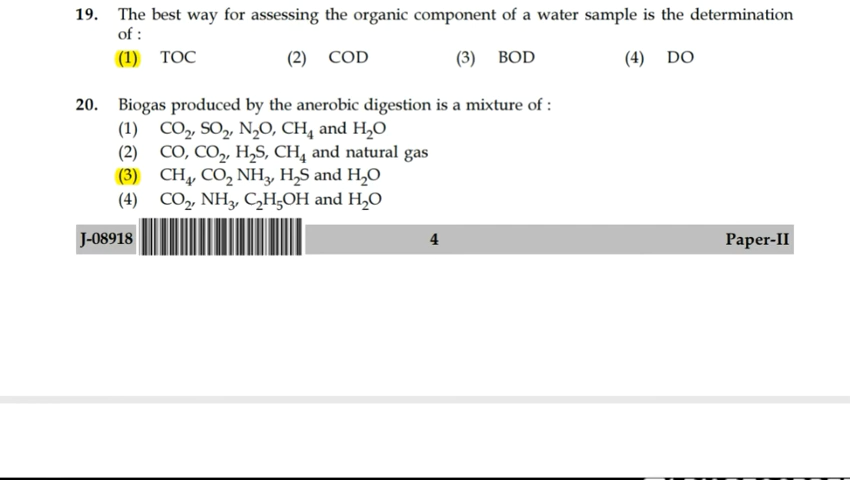 19. The best way for assessing the organic component of a water sample is the determination
of :
(1) TOC (2) COD (3) BOD (4) DO
20. Biogas produced by the anerobic digestion is a mixture of :
(1) CO₂, SO₂, N₂O, CH₄ and H₂O
(2) CO, CO₂, H₂S, CH₄ and natural gas
(3) CH₄, CO₂ NH₃, H₂S and H₂O
(4) CO₂, NH₃, C₂H₅OH and H₂O
J-08918 4 Paper-II